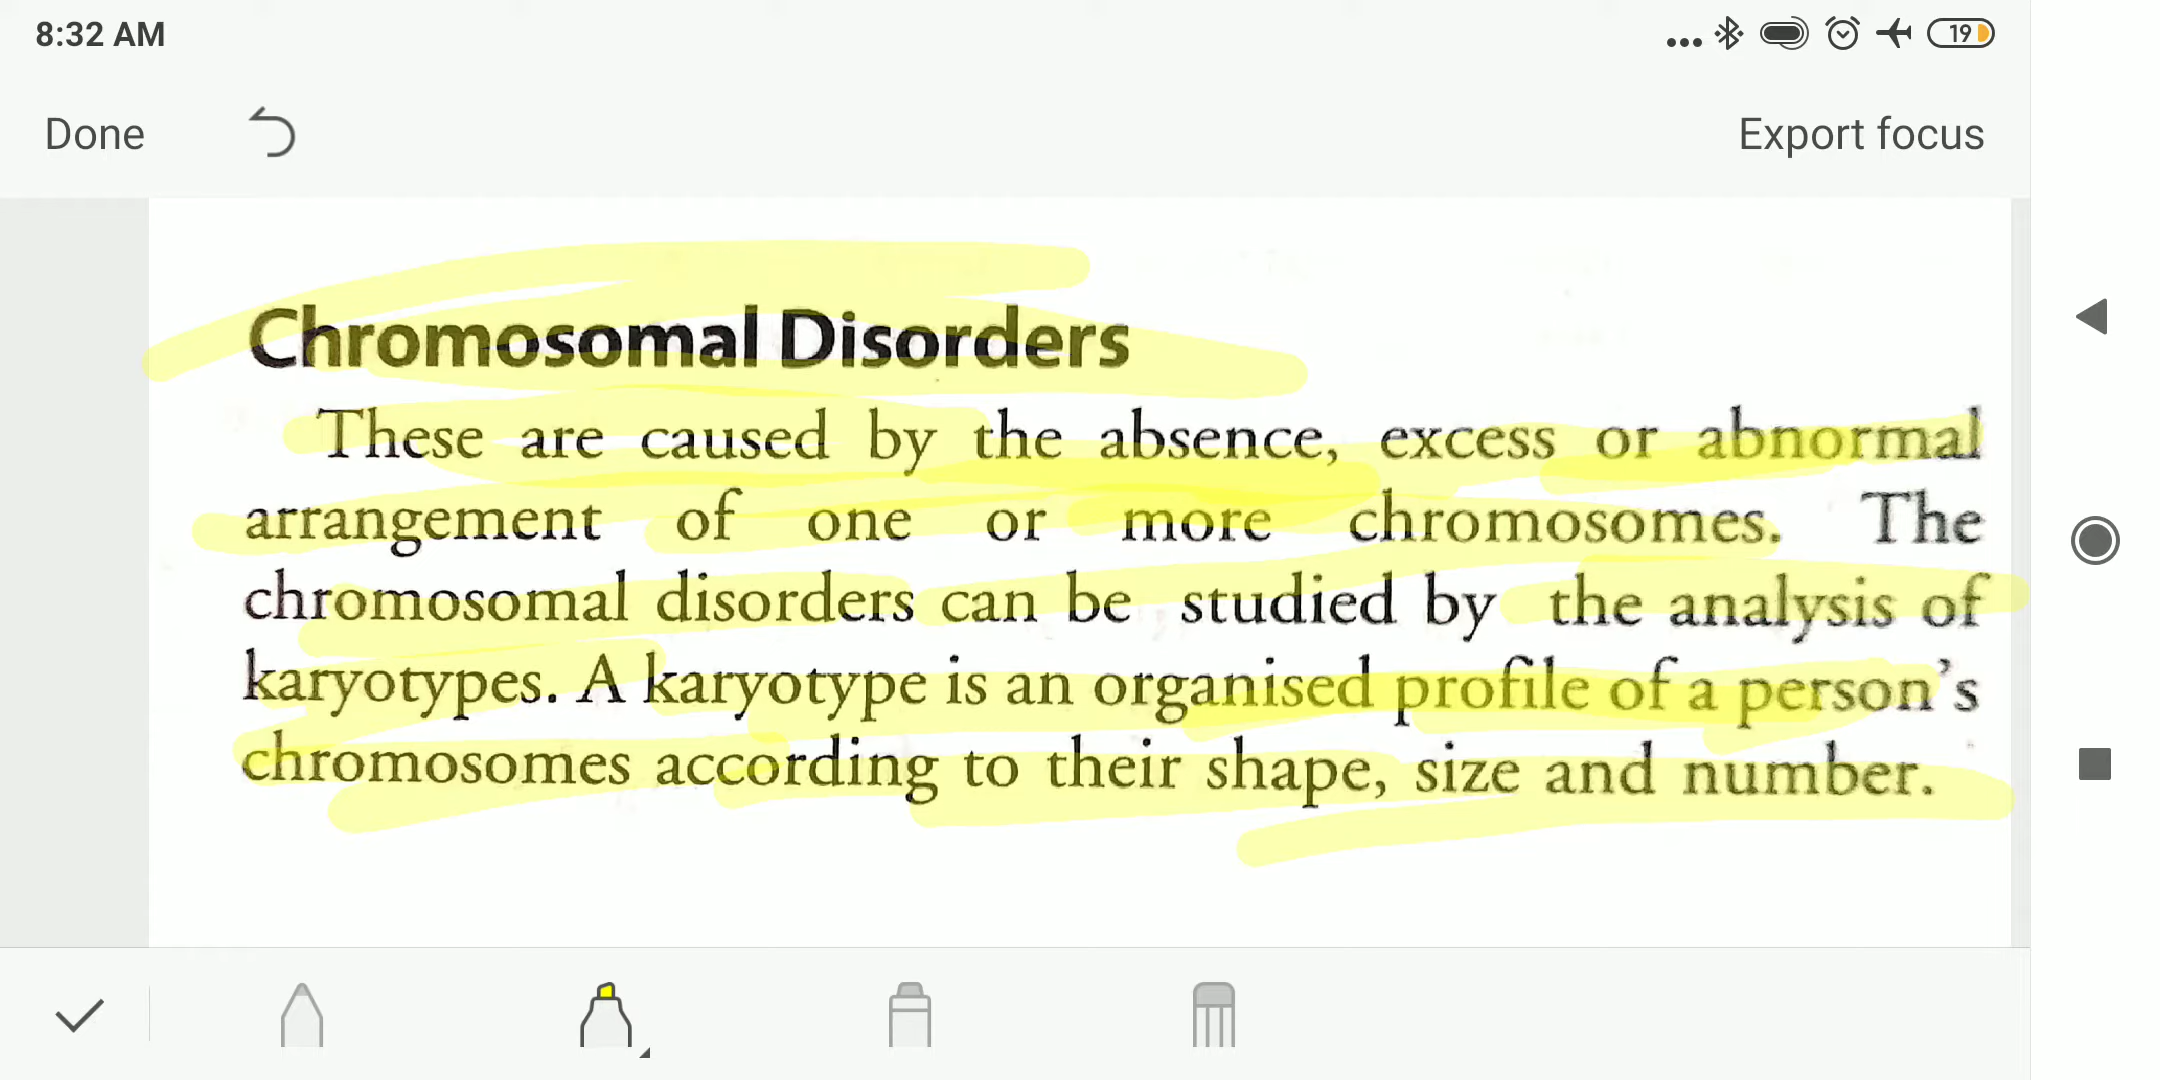 8:32 AM
19
Done
Export focus
Chromosomal Disorders
These are caused by the absence, excess or abnormal
arrangement of one or more chromosomes. The
chromosomal disorders can be studied by the analysis of
karyotypes. A karyotype is an organised profile of a person's
chromosomes according to their shape, size and number.